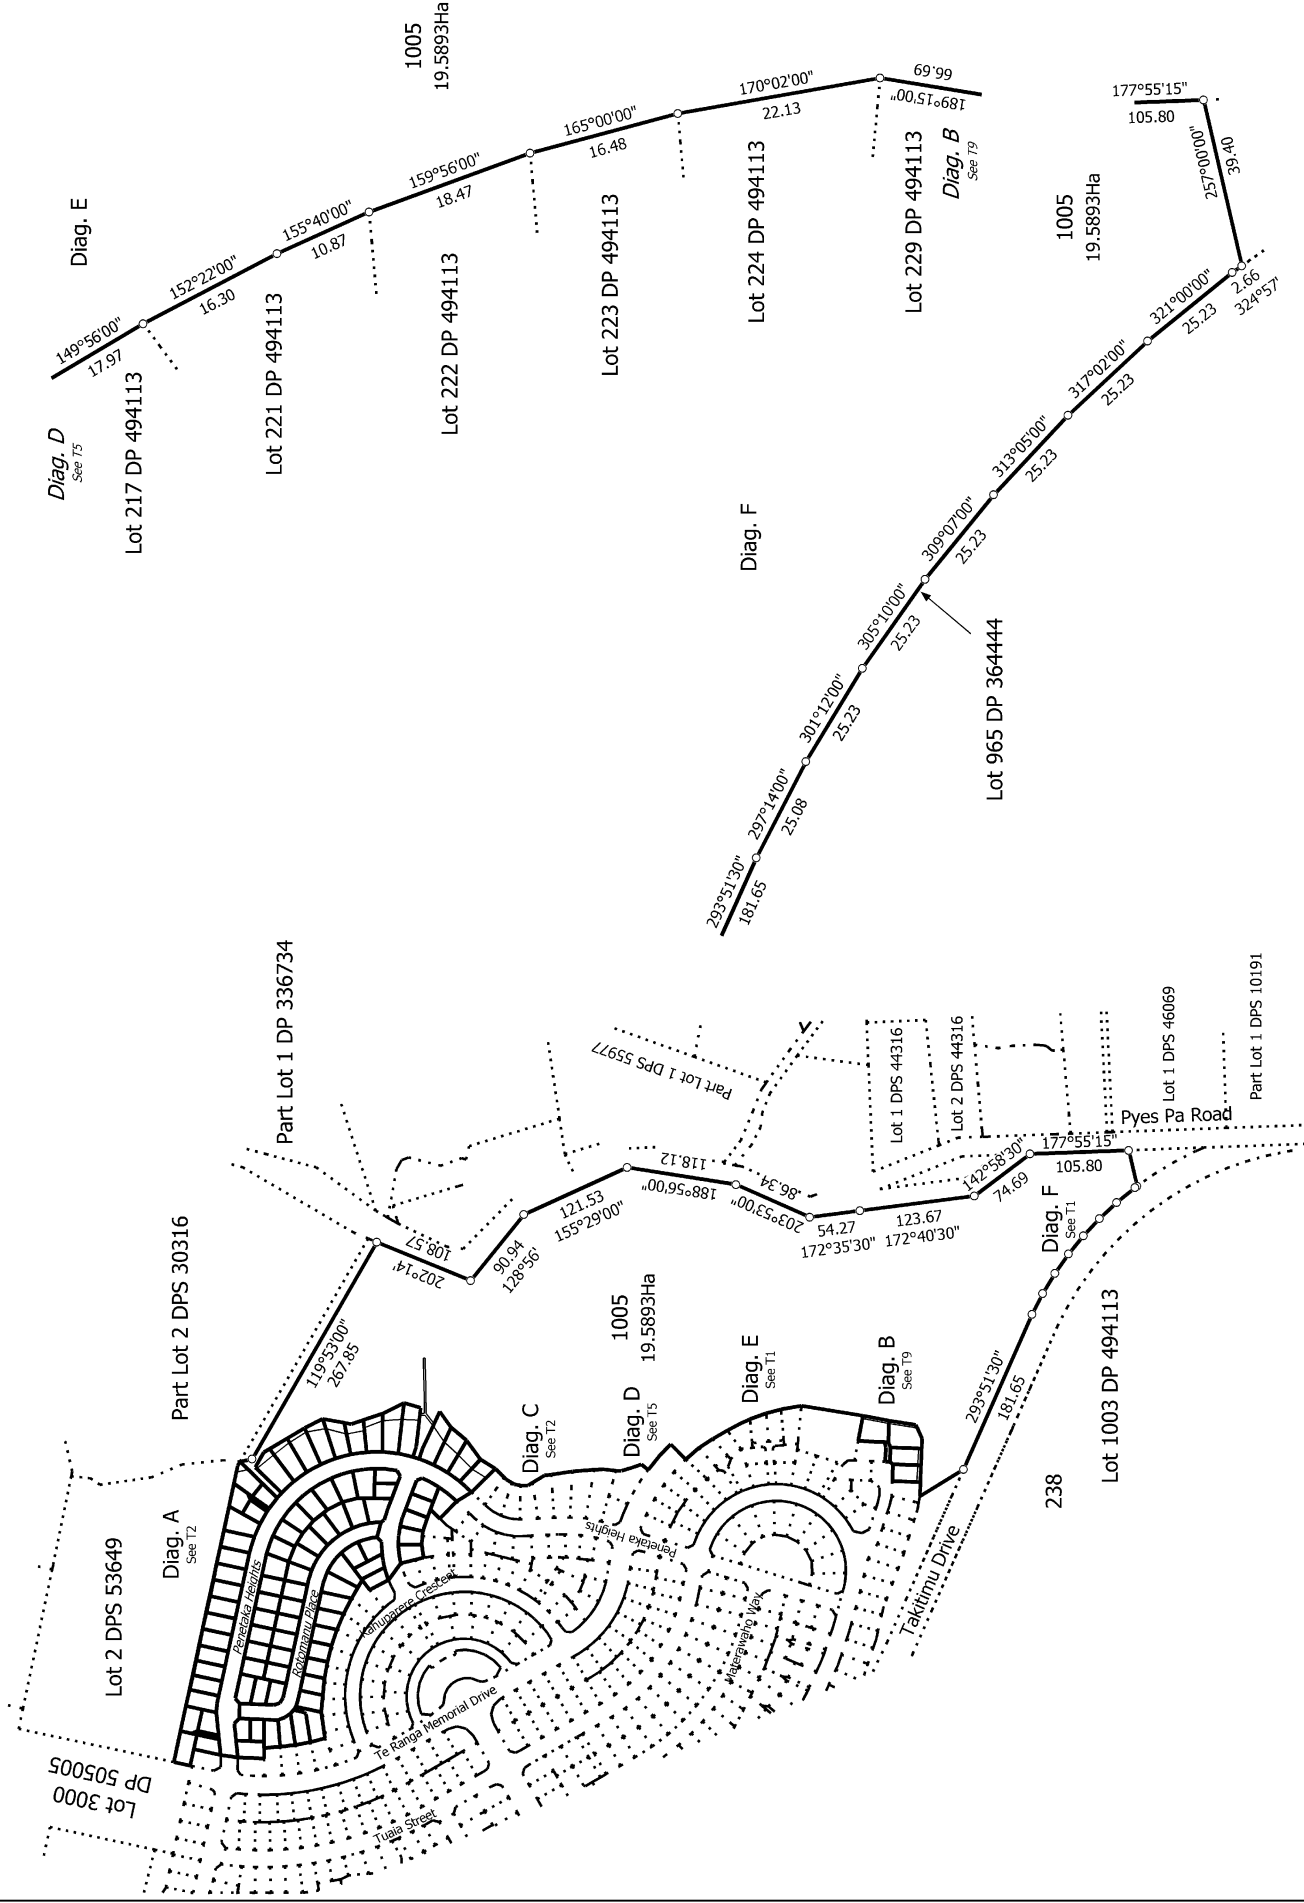 Diag. E
1005
19.5893Ha
149°56'00"
17.97
152°22'00"
16.30
155°40'00"
10.87
159°56'00"
18.47
165°00'00"
16.48
170°02'00"
22.13
189°15'00"
69.69
Diag. D
See T5
Lot 217 DP 494113
Lot 221 DP 494113
Lot 222 DP 494113
Lot 223 DP 494113
Lot 224 DP 494113
Lot 229 DP 494113
Diag. B
See T9
Diag. F
1005
19.5893Ha
177°55'15"
105.80
257°00'00"
39.40
2.66
324°57'
321°00'00"
25.23
317°02'00"
25.23
313°05'00"
25.23
309°07'00"
25.23
305°10'00"
25.23
301°12'00"
25.23
297°14'00"
25.08
293°51'30"
181.65
Lot 965 DP 364444
Part Lot 1 DP 336734
Part Lot 2 DPS 30316
Part Lot 1 DPS 55977
Lot 1 DPS 44316
Lot 2 DPS 44316
Lot 1 DPS 46069
Part Lot 1 DPS 10191
Pyes Pa Road
119°53'00"
267.85
202°14'
108.57
90.94
128°56'
121.53
155°29'00"
188°56'00"
118.12
203°53'00"
86.34
54.27
172°35'30"
123.67
172°40'30"
142°58'30"
74.69
177°55'15"
105.80
1005
19.5893Ha
Diag. F
See T1
Diag. A
See T2
Diag. C
See T2
Diag. D
See T5
Diag. E
See T1
Diag. B
See T9
293°51'30"
181.65
238
Lot 1003 DP 494113
Takitimu Drive
Lot 2 DPS 53649
Lot 3000
DP 505005
Penetaka Heights
Rotomanu Place
Kahuparere Crescent
Penetaka Heights
Te Ranga Memorial Drive
Materawaho Way
Tuaia Street